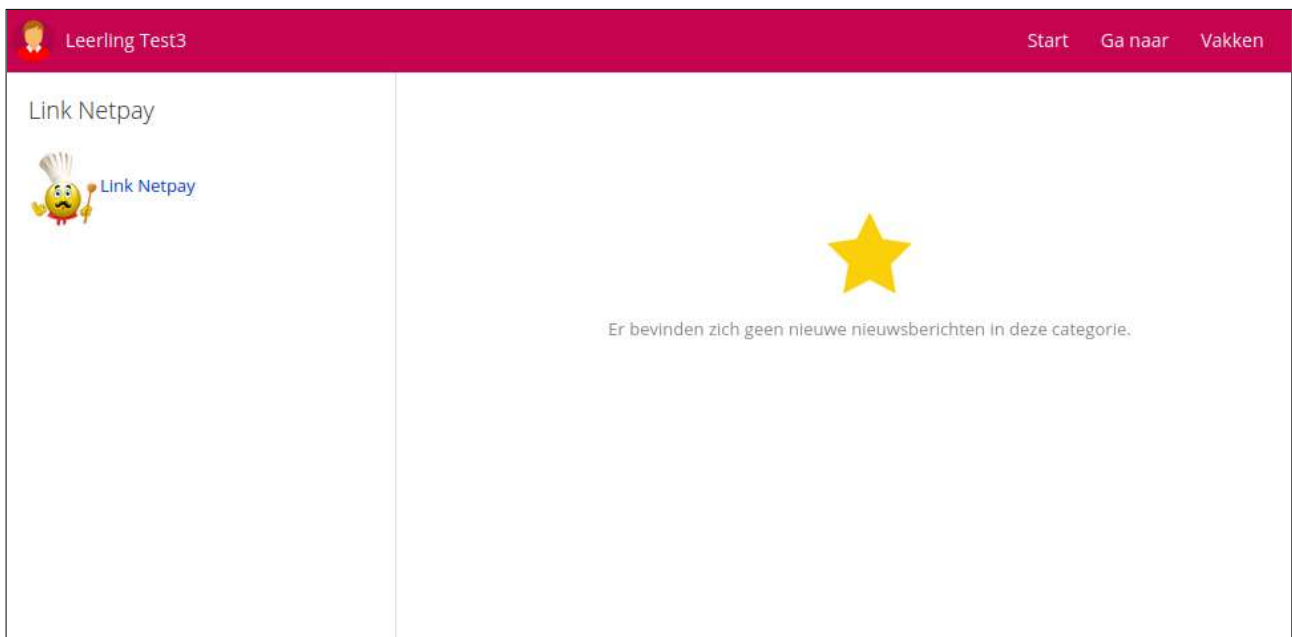 Leerling Test3
Start Ga naar Vakken
Link Netpay
Link Netpay
Er bevinden zich geen nieuwe nieuwsberichten in deze categorie.